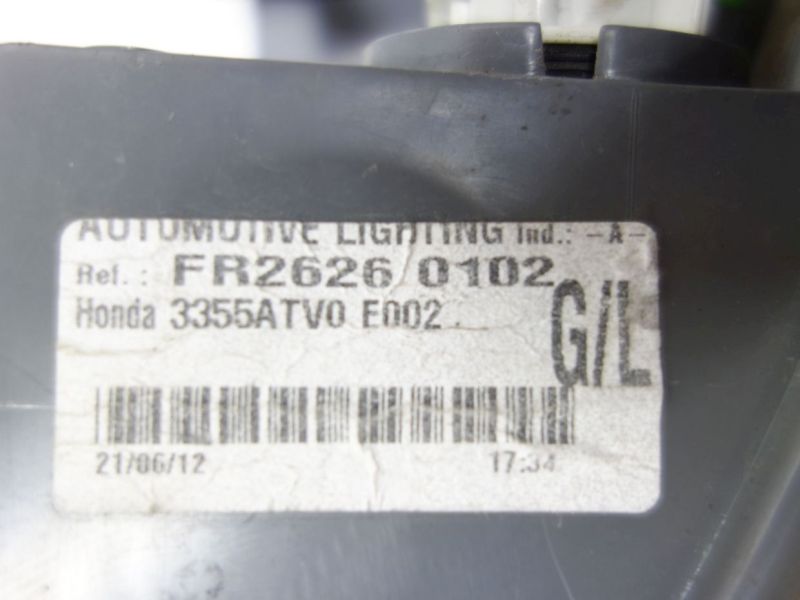 AUTOMOTIVE LIGHTING Ind.: -A-
Ref.: FR2626 0102
Honda 3355ATV0 E002
G/L
21/06/12 17:34